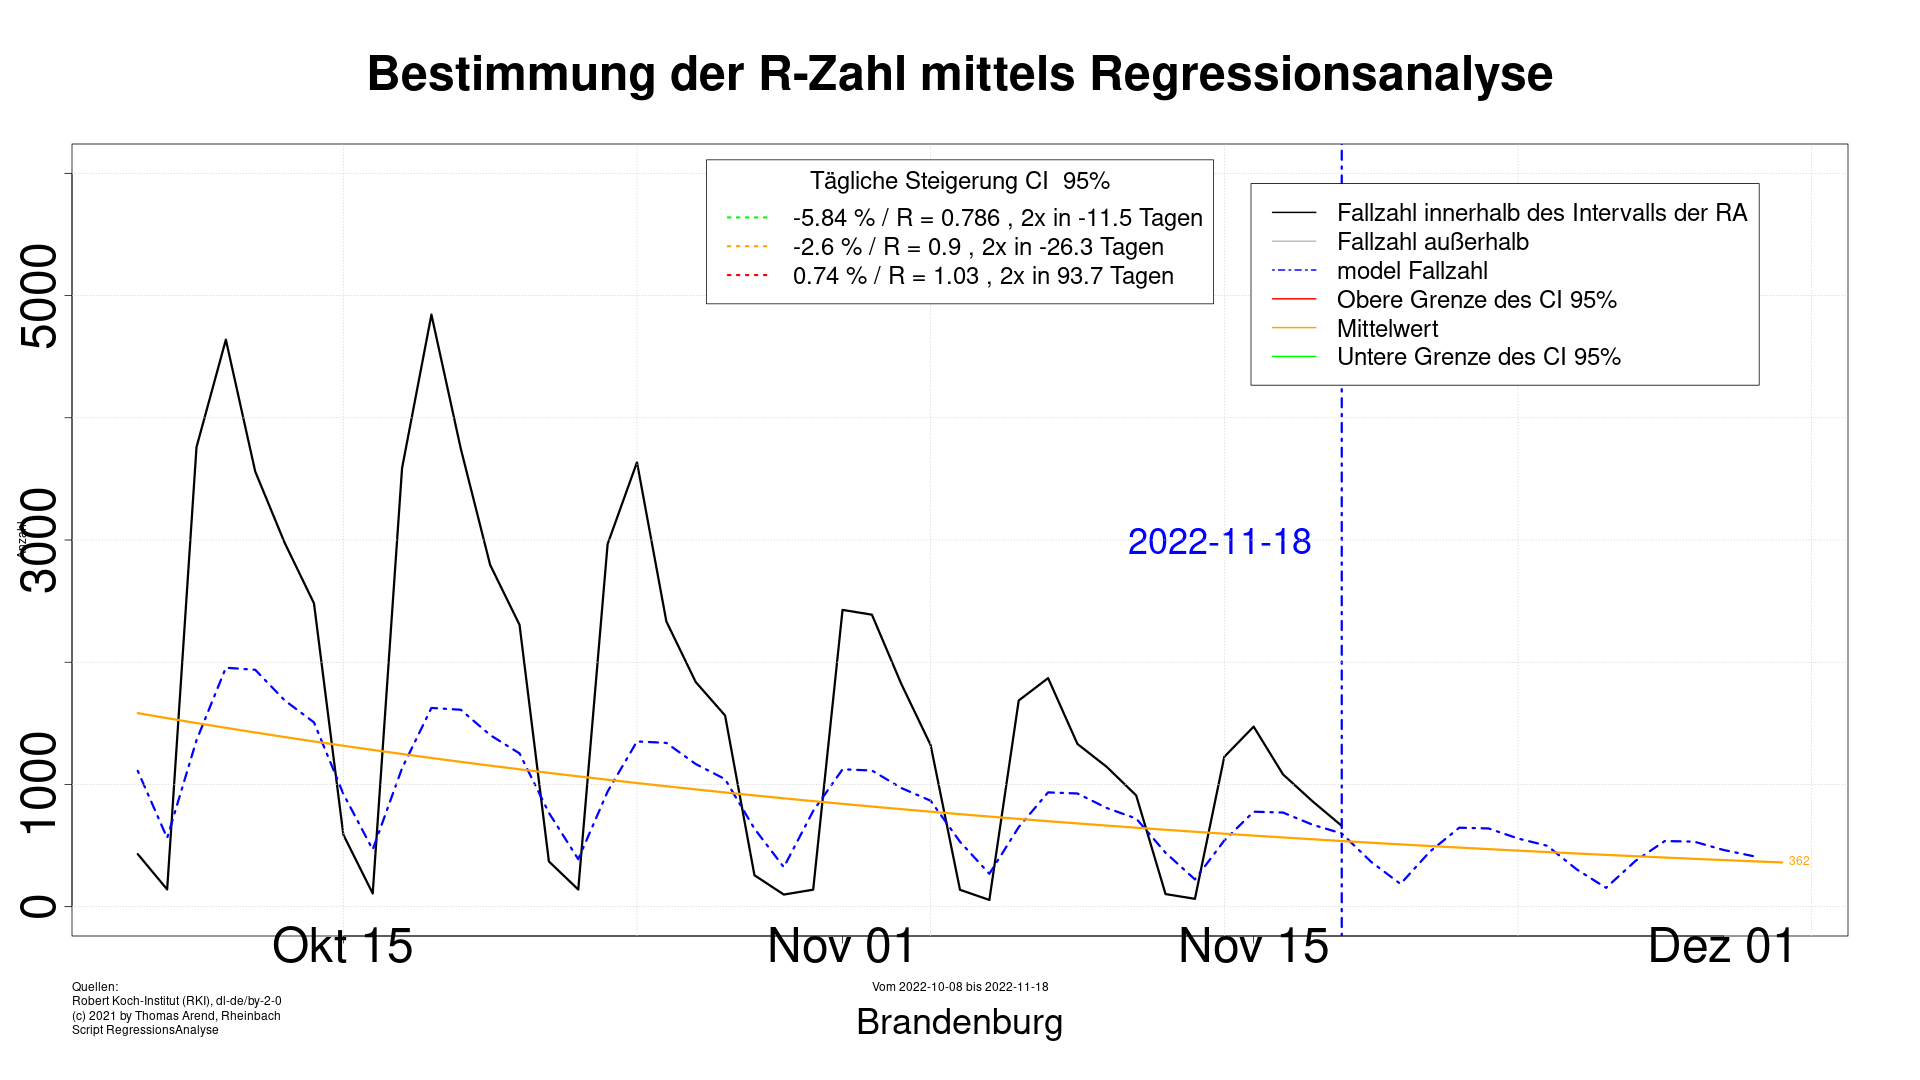 Bestimmung der R-Zahl mittels Regressionsanalyse
Tägliche Steigerung CI  95%
-5.84 % / R = 0.786 , 2x in -11.5 Tagen
-2.6 % / R = 0.9 , 2x in -26.3 Tagen
0.74 % / R = 1.03 , 2x in 93.7 Tagen
Fallzahl innerhalb des Intervalls der RA
Fallzahl außerhalb
model Fallzahl
Obere Grenze des CI 95%
Mittelwert
Untere Grenze des CI 95%
5000
3000
1000
0
Anzahl
2022-11-18
362
Okt 15
Nov 01
Nov 15
Dez 01
Quellen:
Robert Koch-Institut (RKI), dl-de/by-2-0
(c) 2021 by Thomas Arend, Rheinbach
Script RegressionsAnalyse
Vom 2022-10-08 bis 2022-11-18
Brandenburg